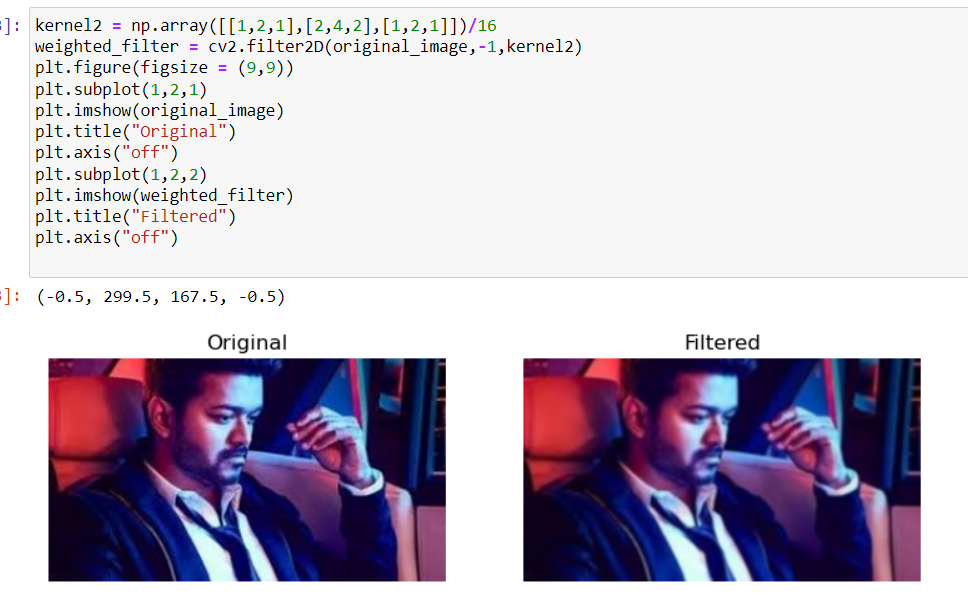 ]: kernel2 = np.array([[1,2,1],[2,4,2],[1,2,1]])/16
weighted_filter = cv2.filter2D(original_image,-1,kernel2)
plt.figure(figsize = (9,9))
plt.subplot(1,2,1)
plt.imshow(original_image)
plt.title("Original")
plt.axis("off")
plt.subplot(1,2,2)
plt.imshow(weighted_filter)
plt.title("Filtered")
plt.axis("off")
]: (-0.5, 299.5, 167.5, -0.5)
Original
Filtered